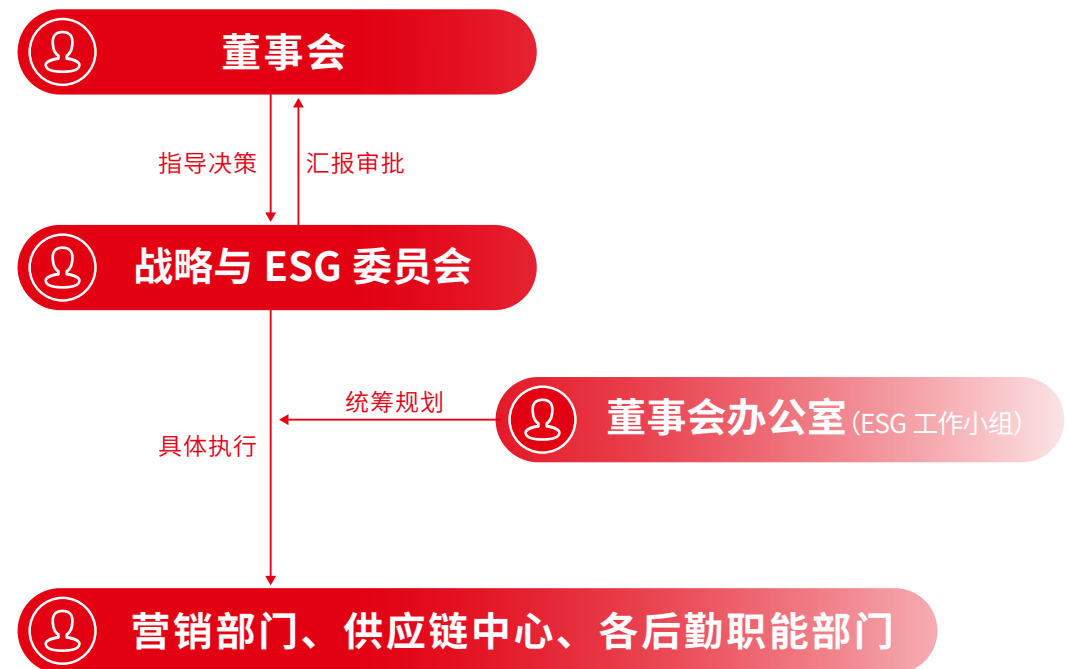 董事会
指导决策
汇报审批
战略与 ESG 委员会
统筹规划
董事会办公室(ESG 工作小组)
具体执行
营销部门、供应链中心、各后勤职能部门